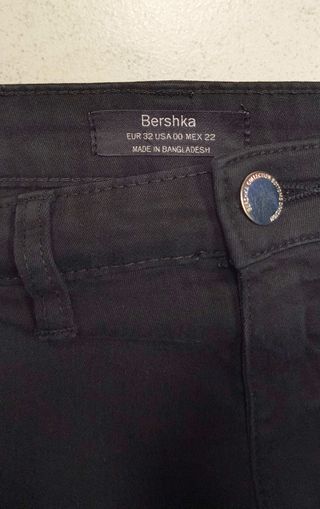 Bershka
EUR 32 USA 00 MEX 22
MADE IN BANGLADESH